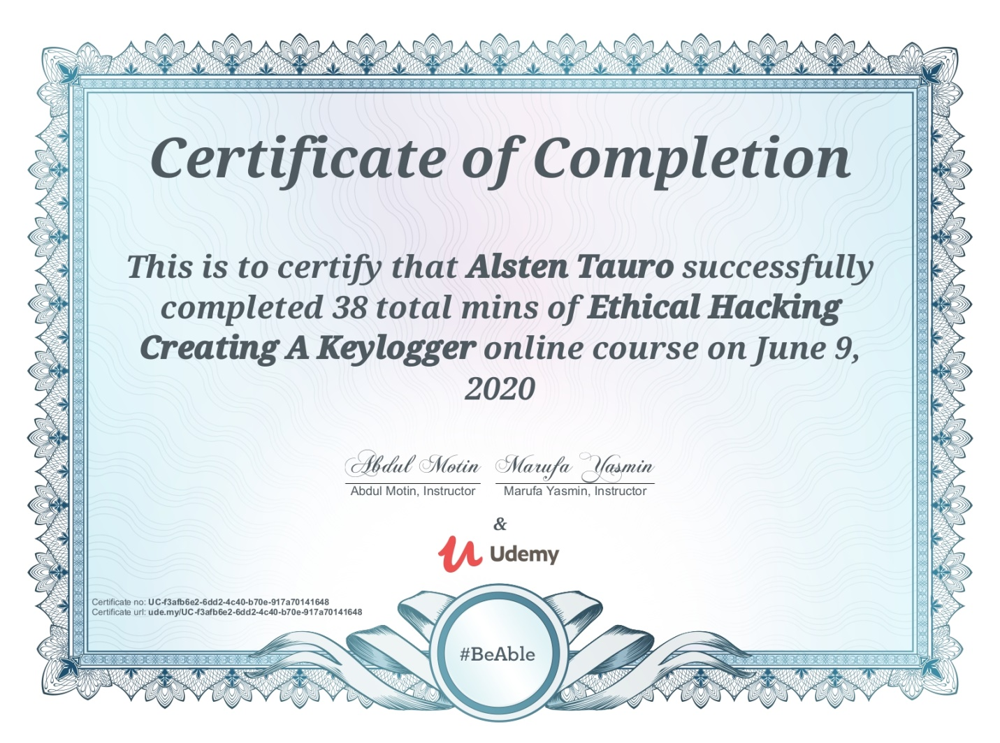 Certificate of Completion
This is to certify that Alsten Tauro successfully
completed 38 total mins of Ethical Hacking
Creating A Keylogger online course on June 9,
2020
Abdul Motin Marufa Yasmin
Abdul Motin, Instructor Marufa Yasmin, Instructor
&
Udemy
Certificate no: UC-f3afb6e2-6dd2-4c40-b70e-917a70141648
Certificate url: ude.my/UC-f3afb6e2-6dd2-4c40-b70e-917a70141648
#BeAble